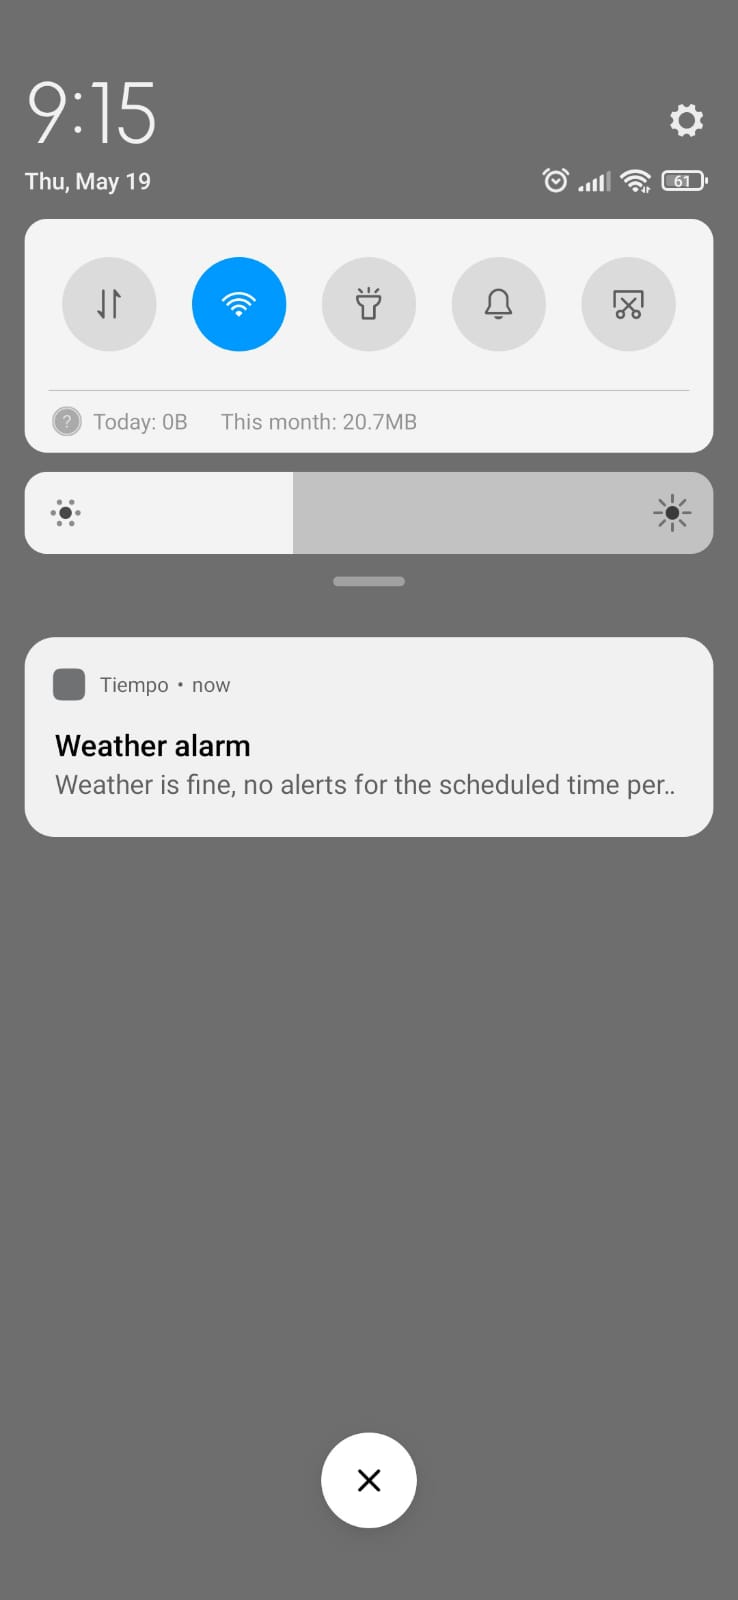 9:15
Thu, May 19
61
Today: 0B This month: 20.7MB
Tiempo • now
Weather alarm
Weather is fine, no alerts for the scheduled time per..